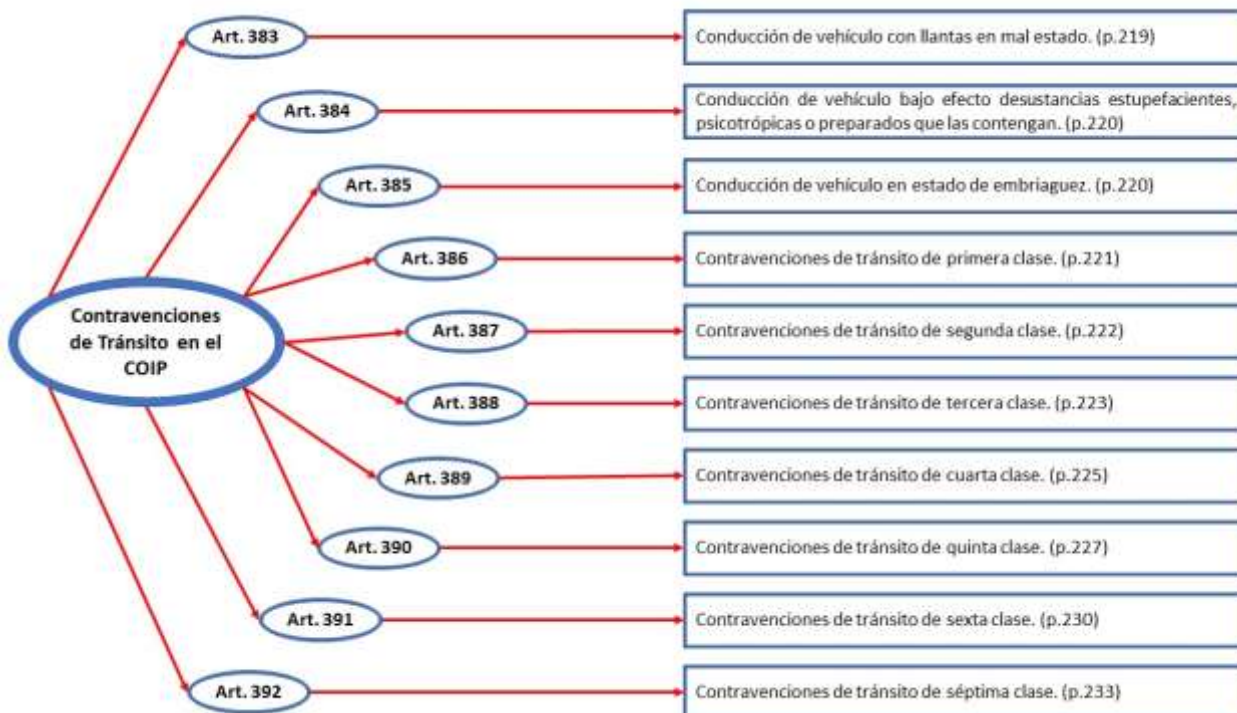 Art. 383
Conducción de vehículo con llantas en mal estado. (p.219)
Art. 384
Conducción de vehículo bajo efecto desustancias estupefacientes,
psicotrópicas o preparados que las contengan. (p.220)
Art. 385
Conducción de vehículo en estado de embriaguez. (p.220)
Art. 386
Contravenciones de tránsito de primera clase. (p.221)
Contravenciones
de Tránsito en el
COIP
Art. 387
Contravenciones de tránsito de segunda clase. (p.222)
Art. 388
Contravenciones de tránsito de tercera clase. (p.223)
Art. 389
Contravenciones de tránsito de cuarta clase. (p.225)
Art. 390
Contravenciones de tránsito de quinta clase. (p.227)
Art. 391
Contravenciones de tránsito de sexta clase. (p.230)
Art. 392
Contravenciones de tránsito de séptima clase. (p.233)